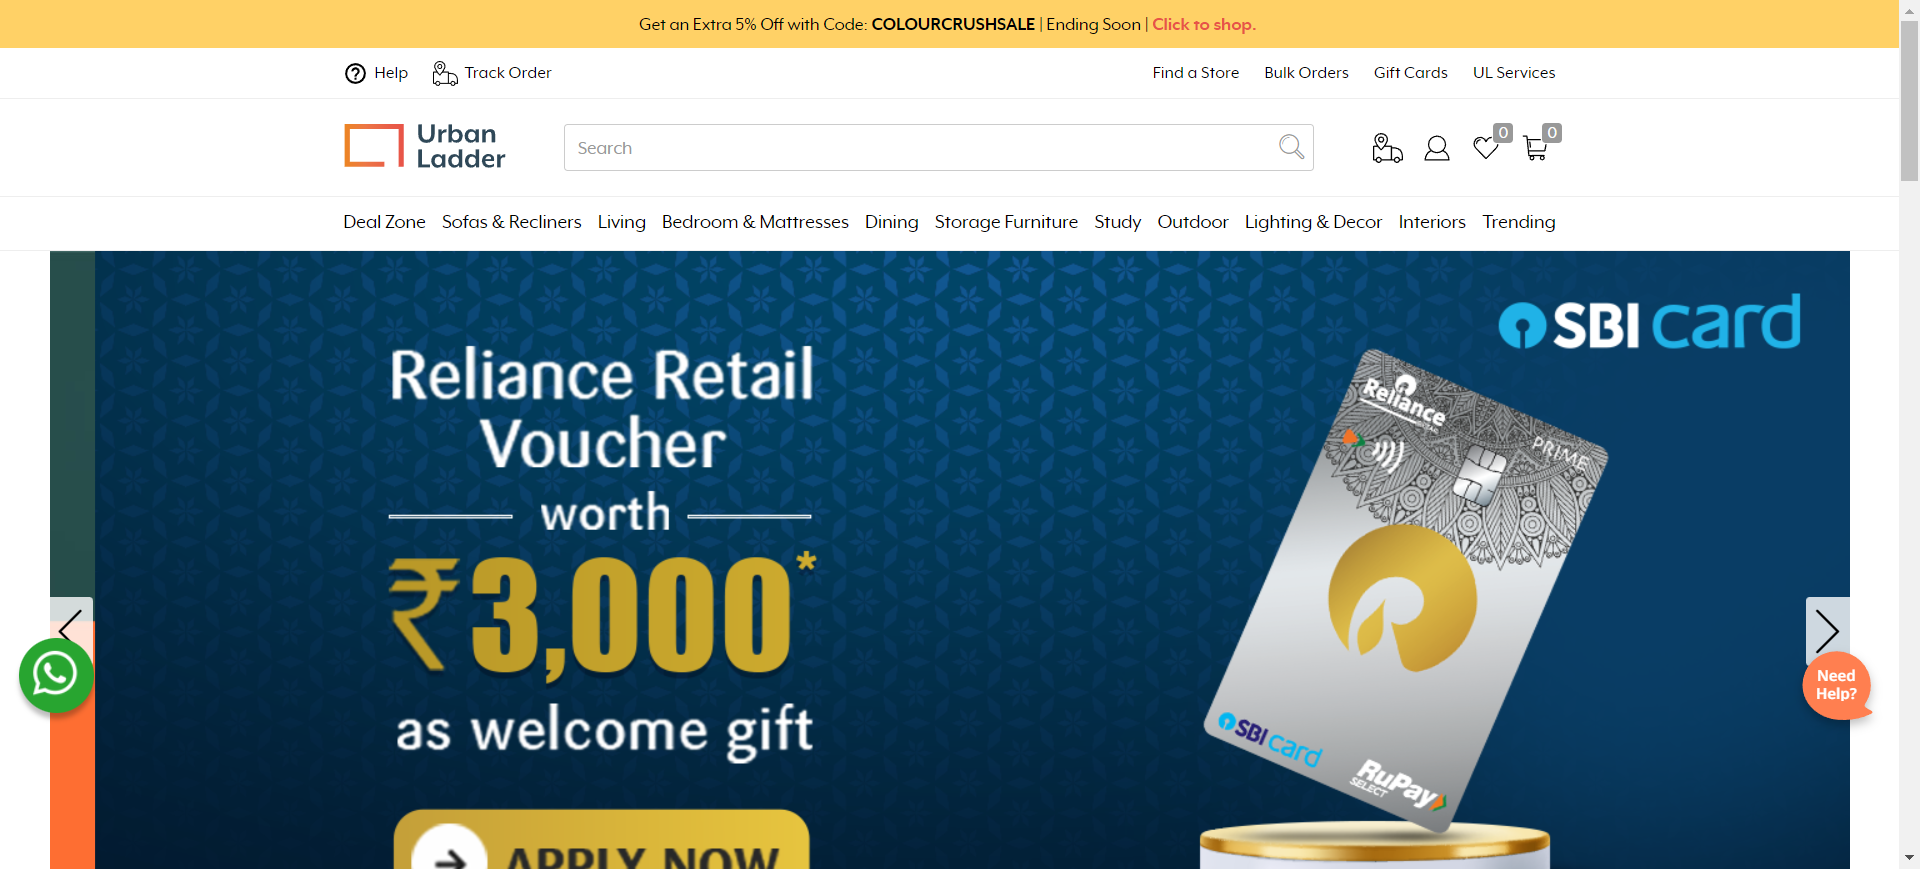 Get an Extra 5% Off with Code: COLOURCRUSHSALE | Ending Soon | Click to shop.
Help Track Order Find a Store Bulk Orders Gift Cards UL Services
Urban
Ladder
Search
0 0
Deal Zone Sofas & Recliners Living Bedroom & Mattresses Dining Storage Furniture Study Outdoor Lighting & Decor Interiors Trending
SBI card
Reliance Retail
Voucher
worth
₹3,000*
as welcome gift
APPLY NOW
Reliance
PRIME
SBI card
RuPay
SELECT
Need
Help?